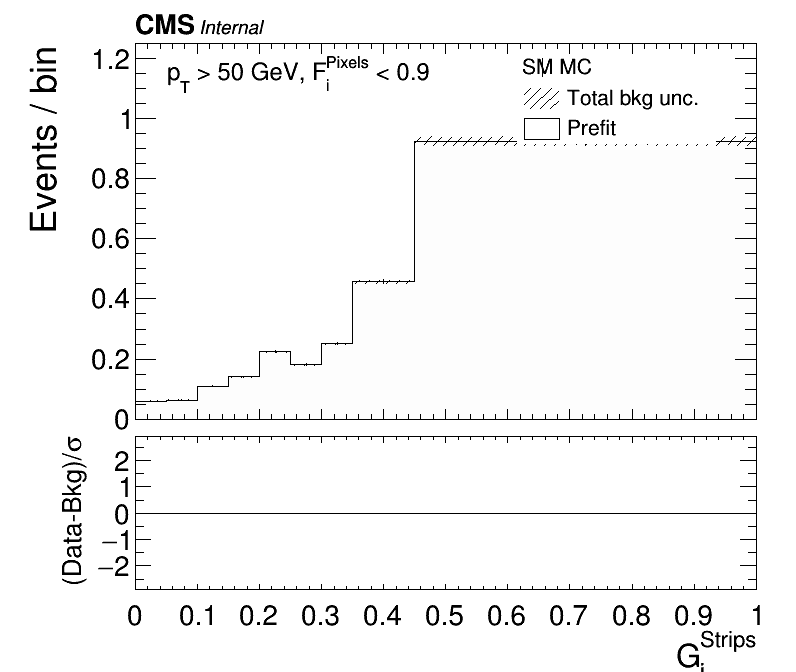 CMS Internal
p_T > 50 GeV, F_i^Pixels < 0.9
SM MC
Total bkg unc.
Prefit
Events / bin
1.2
1
0.8
0.6
0.4
0.2
0
(Data-Bkg)/σ
2
1
0
−1
−2
0 0.1 0.2 0.3 0.4 0.5 0.6 0.7 0.8 0.9 1
G_i^Strips